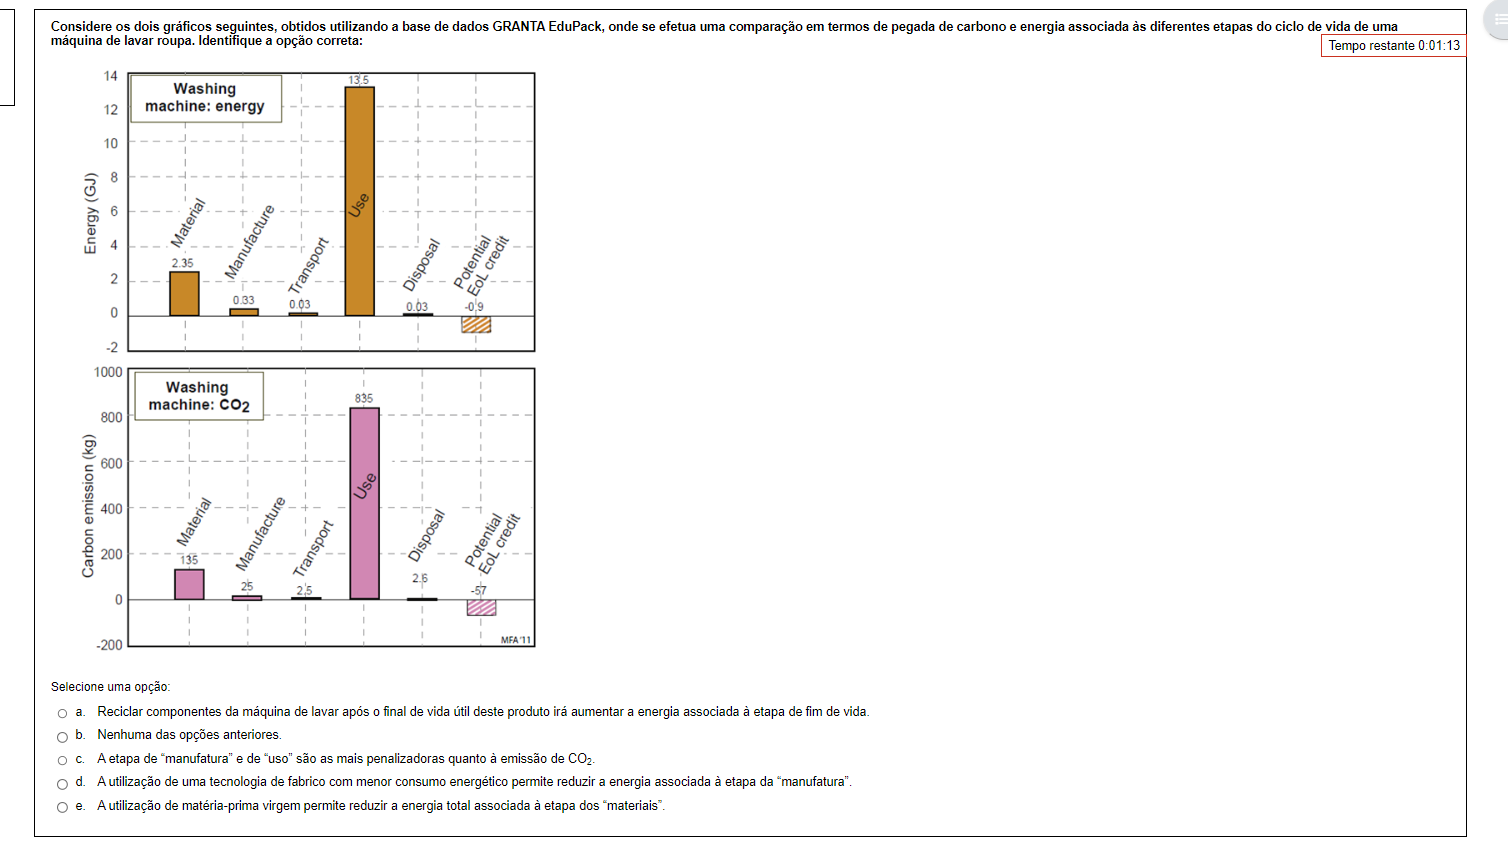 Considere os dois gráficos seguintes, obtidos utilizando a base de dados GRANTA EduPack, onde se efetua uma comparação em termos de pegada de carbono e energia associada às diferentes etapas do ciclo de vida de uma
máquina de lavar roupa. Identifique a opção correta:
Tempo restante 0:01:13
Washing
machine: energy
Energy (GJ)
14
12
10
8
6
4
2
0
-2
Material
2.35
Manufacture
0.33
Transport
0.03
Use
13.5
Disposal
0.03
Potential
EoL credit
-0.9
Washing
machine: CO2
Carbon emission (kg)
1000
800
600
400
200
0
-200
Material
135
Manufacture
25
Transport
2.5
Use
835
Disposal
2.6
Potential
EoL credit
-57
MFA '11
Selecione uma opção:
a. Reciclar componentes da máquina de lavar após o final de vida útil deste produto irá aumentar a energia associada à etapa de fim de vida.
b. Nenhuma das opções anteriores.
c. A etapa de “manufatura” e de “uso” são as mais penalizadoras quanto à emissão de CO2.
d. A utilização de uma tecnologia de fabrico com menor consumo energético permite reduzir a energia associada à etapa da “manufatura”.
e. A utilização de matéria-prima virgem permite reduzir a energia total associada à etapa dos “materiais”.